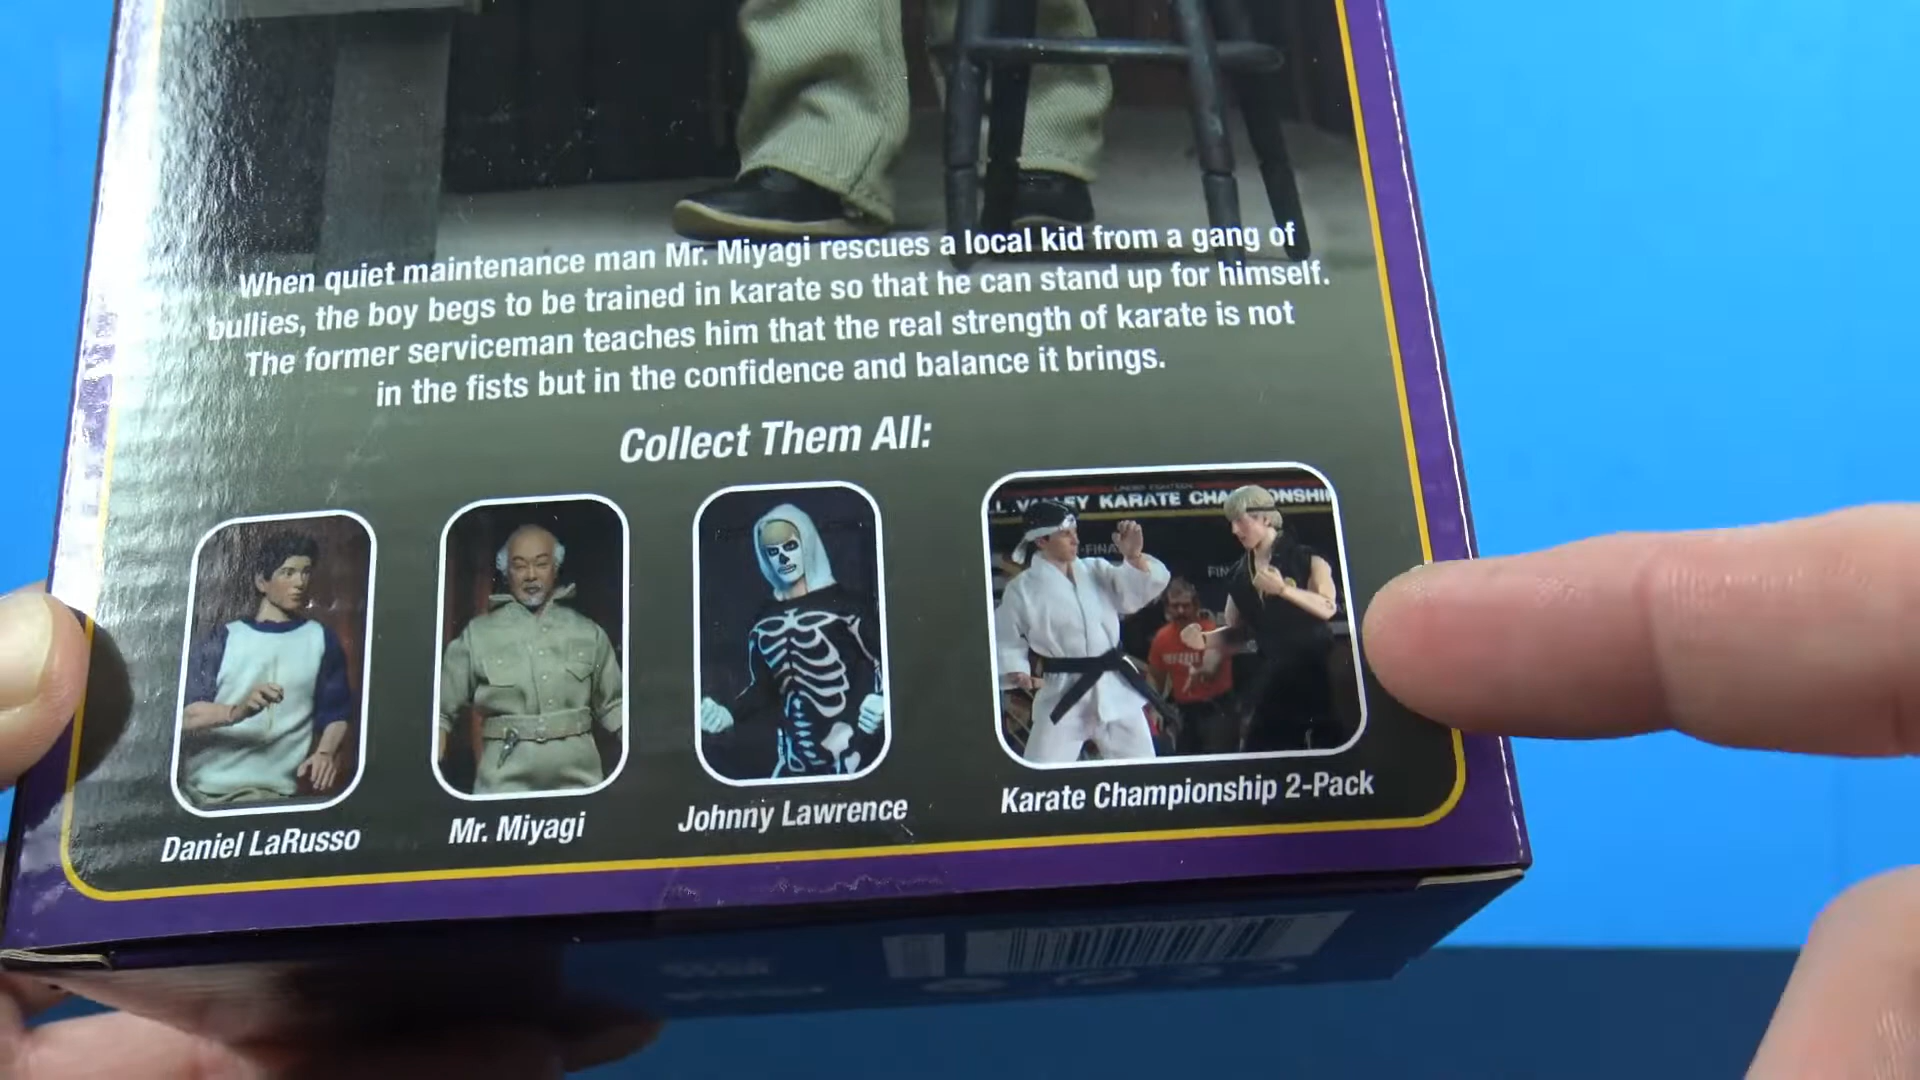 When quiet maintenance man Mr. Miyagi rescues a local kid from a gang of
bullies, the boy begs to be trained in karate so that he can stand up for himself.
The former serviceman teaches him that the real strength of karate is not
in the fists but in the confidence and balance it brings.
Collect Them All:
KARATE
Daniel LaRusso
Mr. Miyagi
Johnny Lawrence
Karate Championship 2-Pack